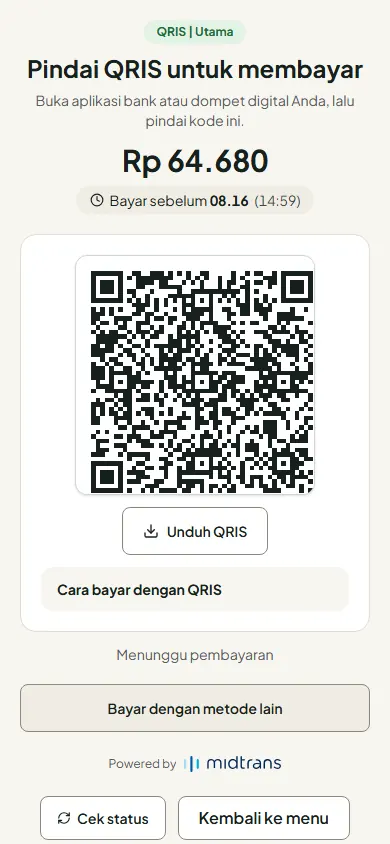 QRIS | Utama
Pindai QRIS untuk membayar
Buka aplikasi bank atau dompet digital Anda, lalu
pindai kode ini.
Rp 64.680
Bayar sebelum 08.16 (14:59)
Unduh QRIS
Cara bayar dengan QRIS
Menunggu pembayaran
Bayar dengan metode lain
Powered by midtrans
Cek status
Kembali ke menu